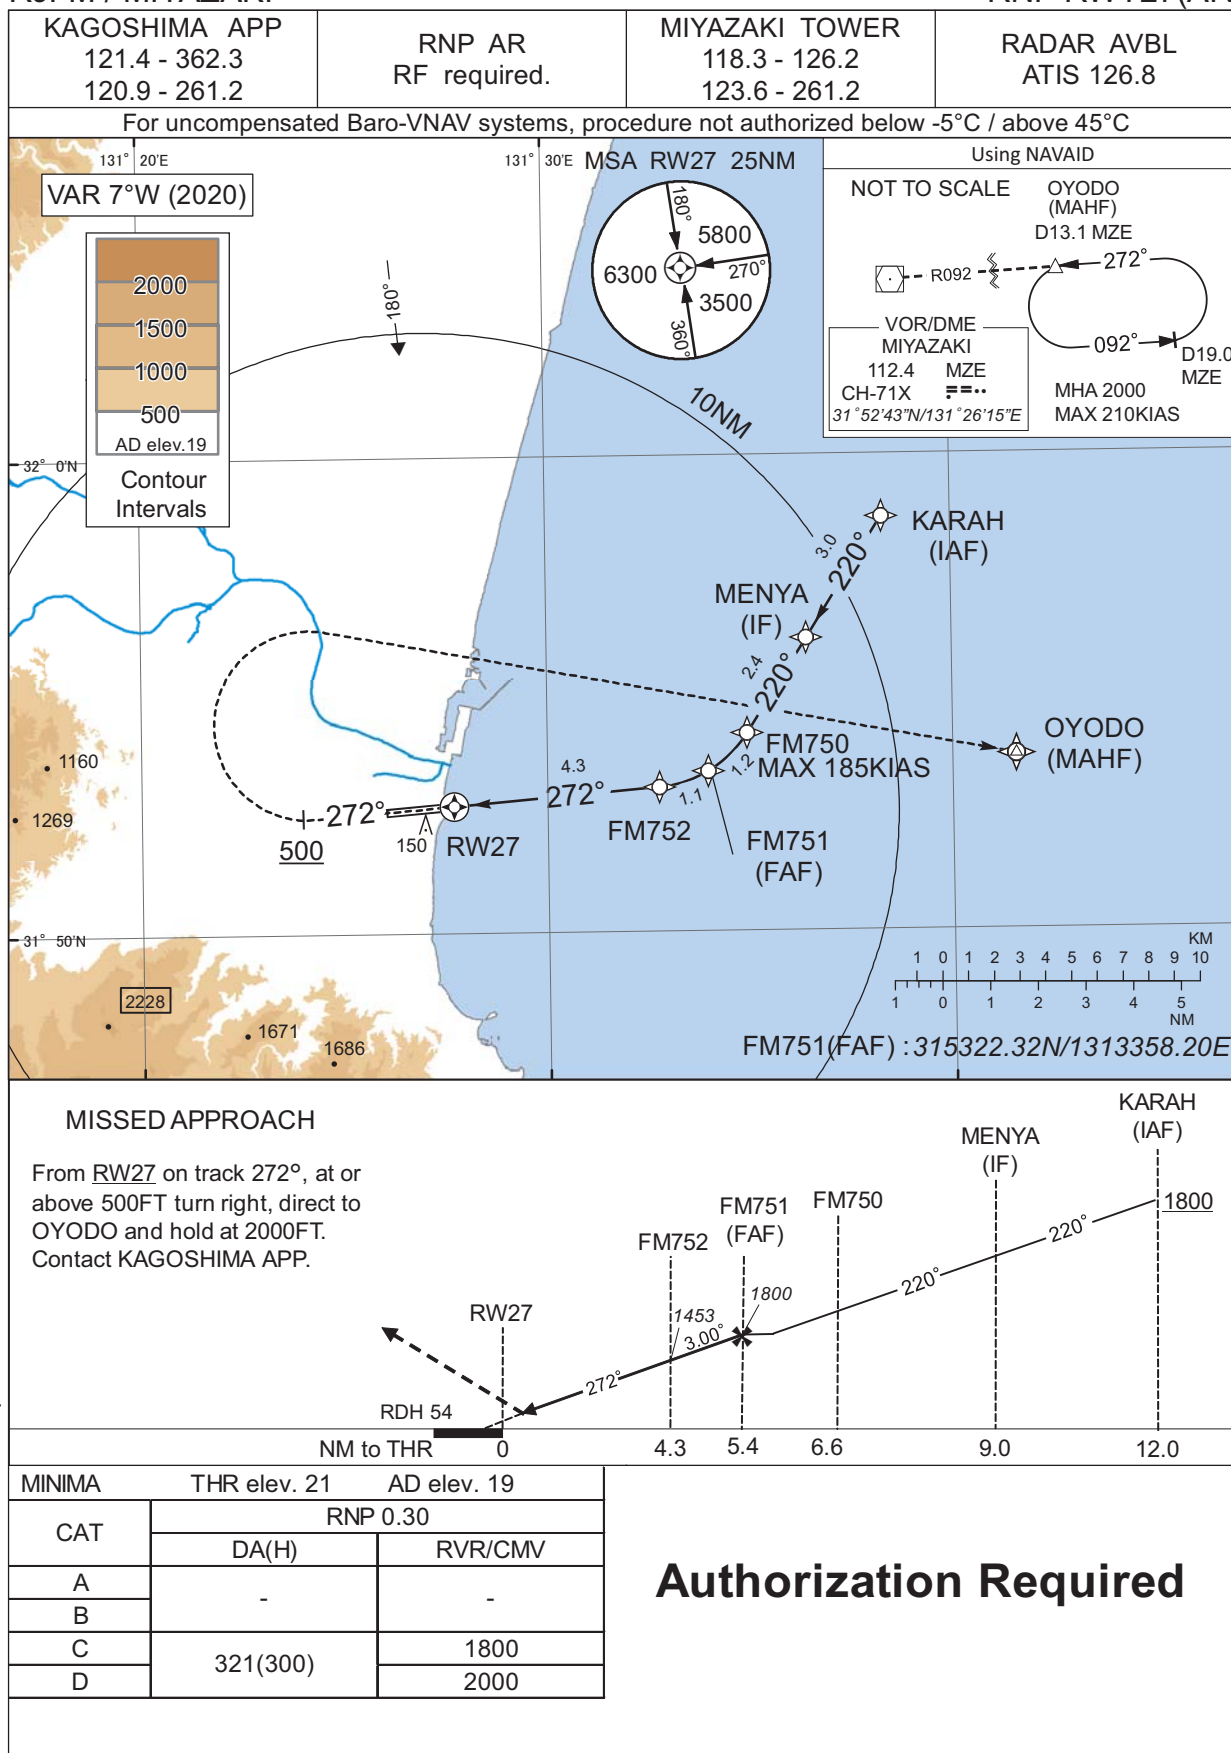 KAGOSHIMA APP
121.4 - 362.3
120.9 - 261.2
RNP AR
RF required.
MIYAZAKI TOWER
118.3 - 126.2
123.6 - 261.2
RADAR AVBL
ATIS 126.8
For uncompensated Baro-VNAV systems, procedure not authorized below -5°C / above 45°C
131° 20'E
131° 30'E
VAR 7°W (2020)
2000
1500
1000
500
AD elev.19
Contour
Intervals
180°
MSA RW27 25NM
180°
5800
6300
270°
3500
360°
Using NAVAID
NOT TO SCALE
OYODO
(MAHF)
D13.1 MZE
R092
272°
092°
D19.0
MZE
VOR/DME
MIYAZAKI
112.4 MZE
CH-71X
31°52'43"N/131°26'15"E
MHA 2000
MAX 210KIAS
10NM
32° 0'N
KARAH
(IAF)
3.0
220°
MENYA
(IF)
2.4
220°
OYODO
(MAHF)
FM750
MAX 185KIAS
1.2
1.1
4.3
272°
FM752
FM751
(FAF)
272°
500
150
RW27
1160
1269
31° 50'N
2228
1671
1686
KM
1 0 1 2 3 4 5 6 7 8 9 10
1 0 1 2 3 4 5
NM
FM751(FAF) : 315322.32N/1313358.20E
MISSED APPROACH
From RW27 on track 272°, at or
above 500FT turn right, direct to
OYODO and hold at 2000FT.
Contact KAGOSHIMA APP.
KARAH
(IAF)
MENYA
(IF)
1800
FM751
(FAF)
FM750
FM752
220°
220°
1800
1453
3.00°
RW27
272°
RDH 54
NM to THR 0 4.3 5.4 6.6 9.0 12.0
MINIMA THR elev. 21 AD elev. 19
CAT
RNP 0.30
DA(H) RVR/CMV
A
B
- -
C
D
321(300)
1800
2000
Authorization Required